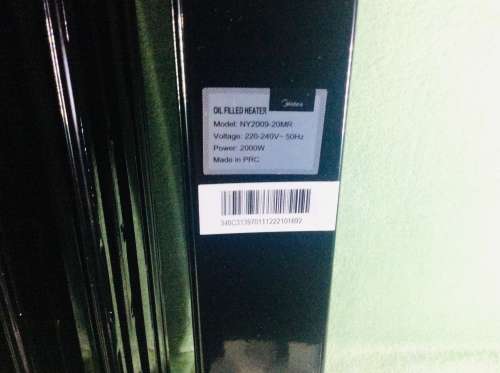 OIL FILLED HEATER
Midea
Model: NY2009-20MR
Voltage: 220-240V~ 50Hz
Power: 2000W
Made in PRC